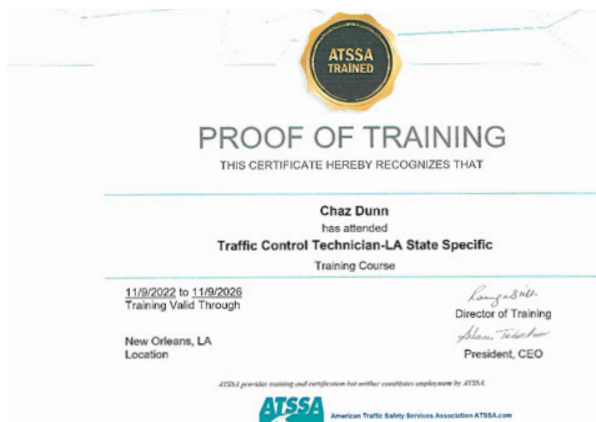 ATSSA
TRAINED
PROOF OF TRAINING
THIS CERTIFICATE HEREBY RECOGNIZES THAT
Chaz Dunn
has attended
Traffic Control Technician-LA State Specific
Training Course
11/9/2022 to 11/9/2026
Training Valid Through
Director of Training
New Orleans, LA
Location
President, CEO
ATSSA provides training and certification but neither constitutes employment by ATSSA.
ATSSA
American Traffic Safety Services Association ATSSA.com